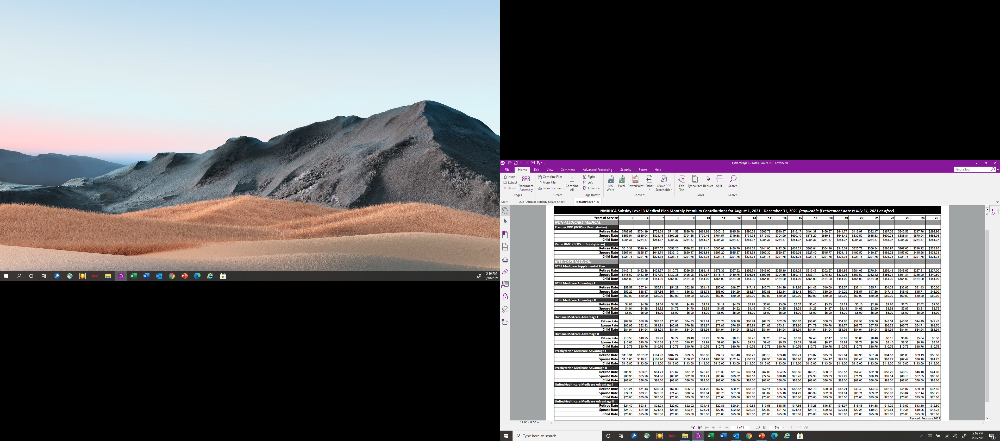 5:16 PM
3/10/2021
RSA
ExtractPage1 - Kofax Power PDF Advanced
File Home Edit View Comment Advanced Processing Security Forms Help
Find a Tool
Insert
Extract
Delete
Document Assembly
Pages
Combine Files
From File
From Scanner
Combine All
Create
Right
Left
Advanced
Page Rotate
MS Word
Excel
PowerPoint
Other
Make PDF Searchable
Convert
Edit Text
Typewriter
Reduce
Split
Tools
Search
Search
Start 2021 August Subsidy B Rate Sheet ExtractPage1 *
NMRHCA Subsidy Level B Medical Plan Monthly Premium Contributions for August 1, 2021 - December 31, 2021 (applicable if retirement date is July 31, 2021 or after)
Years of Service 5 6 7 8 9 10 11 12 13 14 15 16 17 18 19 20 21 22 23 24 25+
NON-MEDICARE MEDICAL
Premier PPO (BCBS or Presbyterian)
Retiree Rate $788.99 $764.19 $739.39 $714.58 $689.78 $664.98 $640.18 $615.38 $590.58 $565.78 $540.97 $516.17 $491.37 $466.57 $441.77 $416.97 $392.17 $367.36 $342.56 $317.76 $292.96
Spouse Rate $853.94 $839.04 $824.15 $809.25 $794.36 $779.46 $764.57 $749.68 $734.78 $719.89 $704.99 $690.10 $675.20 $660.31 $645.42 $630.52 $615.63 $600.73 $585.84 $570.94 $556.05
Child Rate $284.37 $284.37 $284.37 $284.37 $284.37 $284.37 $284.37 $284.37 $284.37 $284.37 $284.37 $284.37 $284.37 $284.37 $284.37 $284.37 $284.37 $284.37 $284.37 $284.37 $284.37
Value HMO (BCBS or Presbyterian)
Retiree Rate $616.32 $596.94 $577.57 $558.20 $538.82 $519.45 $500.08 $480.70 $461.33 $441.96 $422.58 $403.21 $383.84 $364.46 $345.09 $325.72 $306.34 $286.97 $267.60 $248.22 $228.85
Spouse Rate $667.01 $655.37 $643.74 $632.10 $620.47 $608.84 $597.20 $585.57 $573.94 $562.30 $550.67 $539.03 $527.40 $515.77 $504.13 $492.50 $480.87 $469.23 $457.60 $445.96 $434.33
Child Rate $221.75 $221.75 $221.75 $221.75 $221.75 $221.75 $221.75 $221.75 $221.75 $221.75 $221.75 $221.75 $221.75 $221.75 $221.75 $221.75 $221.75 $221.75 $221.75 $221.75 $221.75
MEDICARE MEDICAL
BCBS Medicare Supplemental Plan
Retiree Rate $443.19 $432.38 $421.57 $410.76 $399.95 $389.14 $378.33 $367.52 $356.71 $345.90 $335.10 $324.29 $313.48 $302.67 $291.86 $281.05 $270.24 $259.43 $248.62 $237.81 $227.00
Spouse Rate $448.60 $443.19 $437.79 $432.38 $426.98 $421.57 $416.17 $410.76 $405.36 $399.95 $394.55 $389.14 $383.74 $378.33 $372.93 $367.52 $362.12 $356.71 $351.31 $345.90 $340.50
Child Rate $454.00 $454.00 $454.00 $454.00 $454.00 $454.00 $454.00 $454.00 $454.00 $454.00 $454.00 $454.00 $454.00 $454.00 $454.00 $454.00 $454.00 $454.00 $454.00 $454.00 $454.00
BCBS Medicare Advantage I
Retiree Rate $58.57 $57.14 $55.71 $54.29 $52.86 $51.43 $50.00 $48.57 $47.14 $45.71 $44.29 $42.86 $41.43 $40.00 $38.57 $37.14 $35.71 $34.29 $32.86 $31.43 $30.00
Spouse Rate $59.29 $58.57 $57.86 $57.14 $56.43 $55.71 $55.00 $54.29 $53.57 $52.86 $52.14 $51.43 $50.71 $50.00 $49.29 $48.57 $47.86 $47.14 $46.43 $45.71 $45.00
Child Rate $60.00 $60.00 $60.00 $60.00 $60.00 $60.00 $60.00 $60.00 $60.00 $60.00 $60.00 $60.00 $60.00 $60.00 $60.00 $60.00 $60.00 $60.00 $60.00 $60.00 $60.00
BCBS Medicare Advantage II
Retiree Rate $4.88 $4.76 $4.64 $4.52 $4.40 $4.29 $4.17 $4.05 $3.93 $3.81 $3.69 $3.57 $3.45 $3.33 $3.21 $3.10 $2.98 $2.86 $2.74 $2.62 $2.50
Spouse Rate $4.94 $4.88 $4.82 $4.76 $4.70 $4.64 $4.58 $4.52 $4.46 $4.40 $4.35 $4.29 $4.23 $4.17 $4.11 $4.05 $3.99 $3.93 $3.87 $3.81 $3.75
Child Rate $5.00 $5.00 $5.00 $5.00 $5.00 $5.00 $5.00 $5.00 $5.00 $5.00 $5.00 $5.00 $5.00 $5.00 $5.00 $5.00 $5.00 $5.00 $5.00 $5.00 $5.00
Humana Medicare Advantage I
Retiree Rate $82.92 $80.90 $78.87 $76.85 $74.83 $72.81 $70.78 $68.76 $66.74 $64.72 $62.69 $60.67 $58.65 $56.63 $54.60 $52.58 $50.56 $48.54 $46.51 $44.49 $42.47
Spouse Rate $83.93 $82.92 $81.91 $80.89 $79.88 $78.87 $77.86 $76.85 $75.84 $74.83 $73.81 $72.80 $71.79 $70.78 $69.77 $68.76 $67.75 $66.73 $65.72 $64.71 $63.70
Child Rate $84.94 $84.94 $84.94 $84.94 $84.94 $84.94 $84.94 $84.94 $84.94 $84.94 $84.94 $84.94 $84.94 $84.94 $84.94 $84.94 $84.94 $84.94 $84.94 $84.94 $84.94
Humana Medicare Advantage II
Retiree Rate $10.50 $10.25 $9.99 $9.74 $9.48 $9.22 $8.97 $8.71 $8.45 $8.20 $7.94 $7.69 $7.43 $7.17 $6.92 $6.66 $6.40 $6.15 $5.89 $5.64 $5.38
Spouse Rate $10.63 $10.50 $10.38 $10.25 $10.12 $9.99 $9.86 $9.74 $9.61 $9.48 $9.35 $9.22 $9.09 $8.97 $8.84 $8.71 $8.58 $8.45 $8.33 $8.20 $8.07
Child Rate $10.76 $10.76 $10.76 $10.76 $10.76 $10.76 $10.76 $10.76 $10.76 $10.76 $10.76 $10.76 $10.76 $10.76 $10.76 $10.76 $10.76 $10.76 $10.76 $10.76 $10.76
Presbyterian Medicare Advantage I
Retiree Rate $110.31 $107.62 $104.93 $102.24 $99.55 $96.86 $94.17 $91.48 $88.79 $86.10 $83.40 $80.71 $78.02 $75.33 $72.64 $69.95 $67.26 $64.57 $61.88 $59.19 $56.50
Spouse Rate $111.65 $110.31 $108.96 $107.62 $106.27 $104.93 $103.58 $102.24 $100.89 $99.55 $98.20 $96.86 $95.51 $94.17 $92.82 $91.48 $90.13 $88.79 $87.44 $86.10 $84.75
Child Rate $113.00 $113.00 $113.00 $113.00 $113.00 $113.00 $113.00 $113.00 $113.00 $113.00 $113.00 $113.00 $113.00 $113.00 $113.00 $113.00 $113.00 $113.00 $113.00 $113.00 $113.00
Presbyterian Medicare Advantage II
Retiree Rate $85.90 $83.81 $81.71 $79.62 $77.52 $75.43 $73.33 $71.24 $69.14 $67.05 $64.95 $62.86 $60.76 $58.67 $56.57 $54.48 $52.38 $50.29 $48.19 $46.10 $44.00
Spouse Rate $86.95 $85.90 $84.86 $83.81 $82.76 $81.71 $80.67 $79.62 $78.57 $77.52 $76.48 $75.43 $74.38 $73.33 $72.29 $71.24 $70.19 $69.14 $68.10 $67.05 $66.00
Child Rate $88.00 $88.00 $88.00 $88.00 $88.00 $88.00 $88.00 $88.00 $88.00 $88.00 $88.00 $88.00 $88.00 $88.00 $88.00 $88.00 $88.00 $88.00 $88.00 $88.00 $88.00
UnitedHealthcare Medicare Advantage I
Retiree Rate $73.21 $71.43 $69.64 $67.86 $66.07 $64.29 $62.50 $60.71 $58.93 $57.14 $55.36 $53.57 $51.79 $50.00 $48.21 $46.43 $44.64 $42.86 $41.07 $39.29 $37.50
Spouse Rate $74.11 $73.21 $72.32 $71.43 $70.54 $69.64 $68.75 $67.86 $66.96 $66.07 $65.18 $64.29 $63.39 $62.50 $61.61 $60.71 $59.82 $58.93 $58.04 $57.14 $56.25
Child Rate $75.00 $75.00 $75.00 $75.00 $75.00 $75.00 $75.00 $75.00 $75.00 $75.00 $75.00 $75.00 $75.00 $75.00 $75.00 $75.00 $75.00 $75.00 $75.00 $75.00 $75.00
UnitedHealthcare Medicare Advantage II
Retiree Rate $24.40 $23.81 $23.21 $22.62 $22.02 $21.43 $20.83 $20.24 $19.64 $19.05 $18.45 $17.86 $17.26 $16.67 $16.07 $15.48 $14.88 $14.29 $13.69 $13.10 $12.50
Spouse Rate $24.70 $24.40 $24.11 $23.81 $23.51 $23.21 $22.92 $22.62 $22.32 $22.02 $21.73 $21.43 $21.13 $20.83 $20.54 $20.24 $19.94 $19.64 $19.35 $19.05 $18.75
Child Rate $25.00 $25.00 $25.00 $25.00 $25.00 $25.00 $25.00 $25.00 $25.00 $25.00 $25.00 $25.00 $25.00 $25.00 $25.00 $25.00 $25.00 $25.00 $25.00 $25.00 $25.00
Revised: February 2021
14.00 x 8.50 in
1 of 1
115%
Type here to search
RSA
5:16 PM
3/10/2021
3